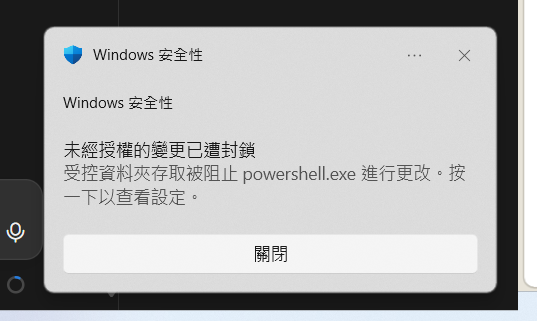 Windows 安全性
Windows 安全性
未經授權的變更已遭封鎖
受控資料夾存取被阻止 powershell.exe 進行更改。按
一下以查看設定。
關閉